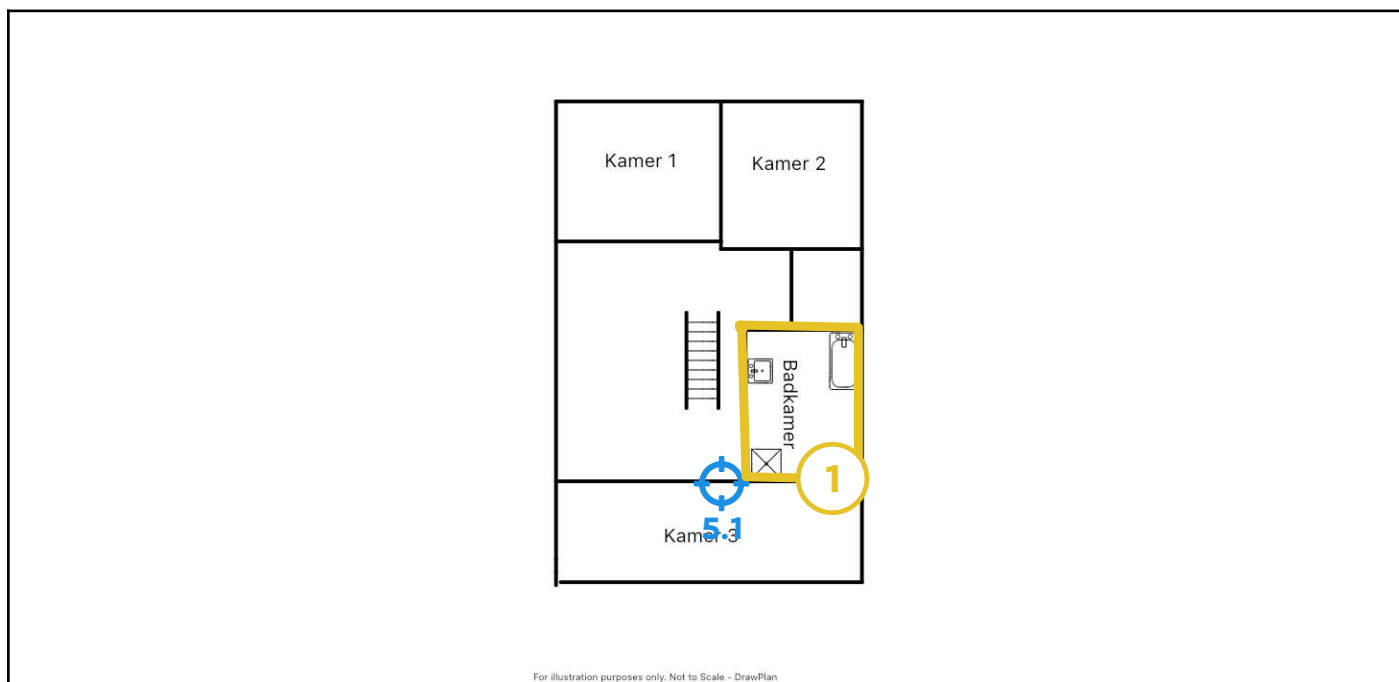 Kamer 1
Kamer 2
Badkamer
1
5.1
Kamer 3
For illustration purposes only. Not to Scale - DrawPlan